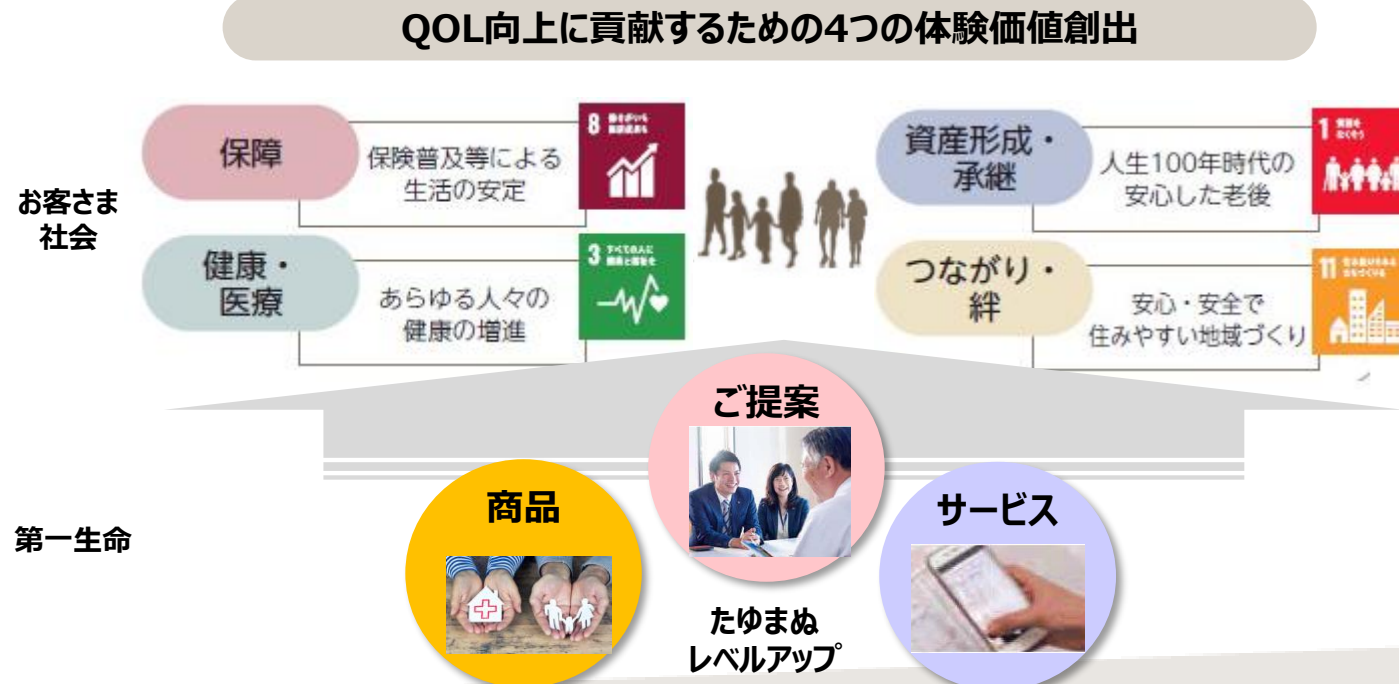 QOL向上に貢献するための4つの体験価値創出
お客さま
社会
保障
保険普及等による
生活の安定
8
健康・
医療
あらゆる人々の
健康の増進
3 すべての人に
資産形成・
承継
人生100年時代の
安心した老後
1
つながり・
絆
安心・安全で
住みやすい地域づくり
11
第一生命
ご提案
商品
サービス
たゆまぬ
レベルアップ